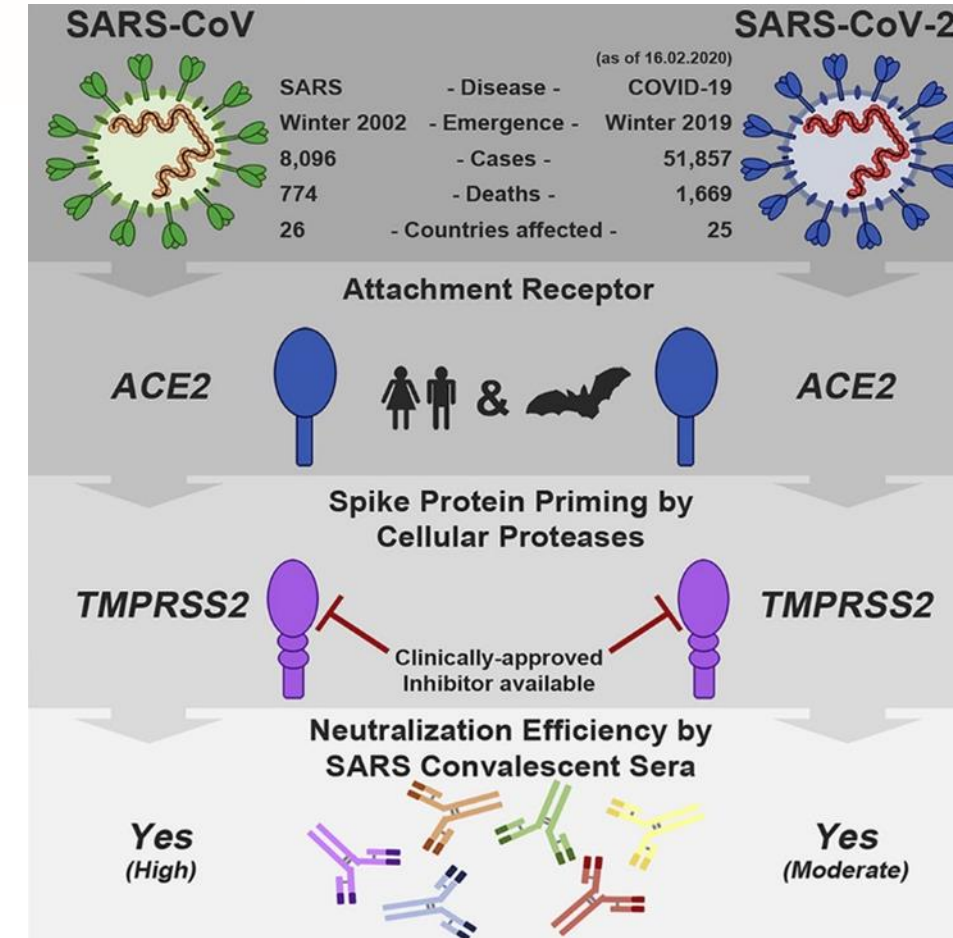 SARS-CoV
SARS-CoV-2
(as of 16.02.2020)
SARS - Disease - COVID-19
Winter 2002 - Emergence - Winter 2019
8,096 - Cases - 51,857
774 - Deaths - 1,669
26 - Countries affected - 25
Attachment Receptor
ACE2 & ACE2
Spike Protein Priming by
Cellular Proteases
TMPRSS2 TMPRSS2
Clinically-approved
Inhibitor available
Neutralization Efficiency by
SARS Convalescent Sera
Yes
(High)
Yes
(Moderate)